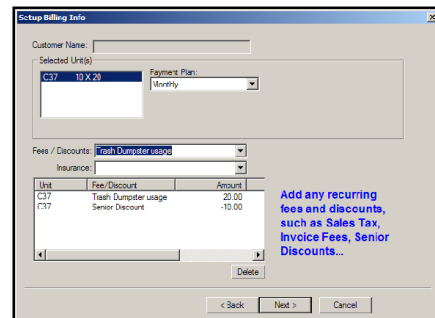 Setup Billing Info
Customer Name:
Selected Unit(s)
C37 10 X 20
Payment Plan:
Monthly
Fees / Discounts: Trash Dumpster usage
Insurance:
Unit Fee/Discount Amount
C37 Trash Dumpster usage 20.00
C37 Senior Discount -10.00
Add any recurring
fees and discounts,
such as Sales Tax,
Invoice Fees, Senior
Discounts...
Delete
< Back Next > Cancel